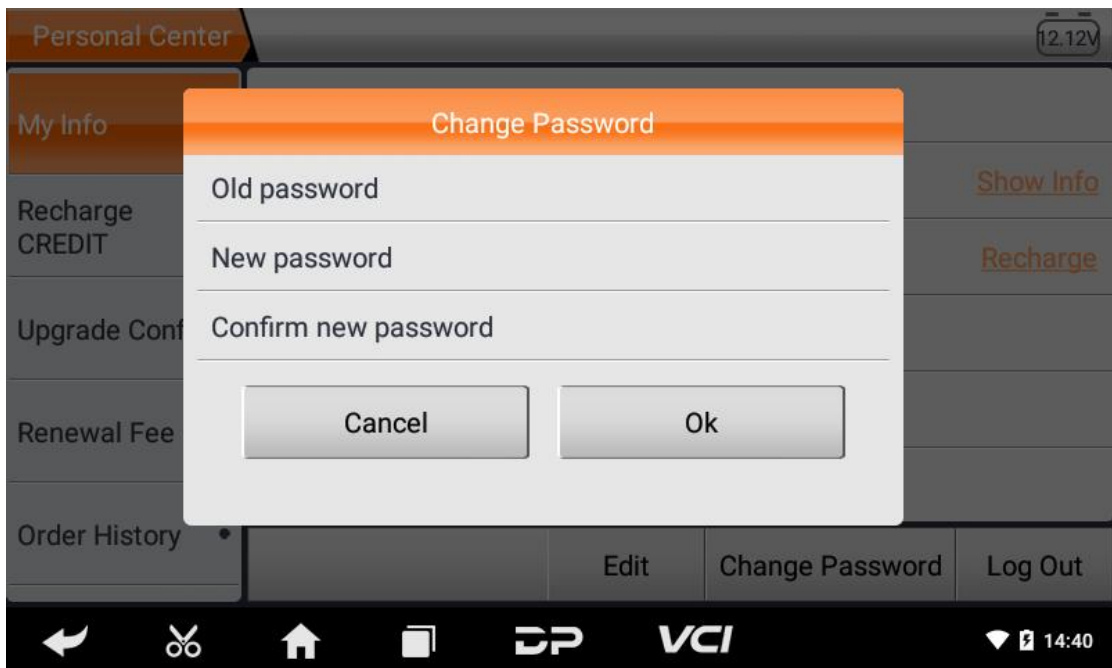 Personal Center
12.12V
My Info
Change Password
Old password
Show Info
Recharge
CREDIT
New password
Recharge
Upgrade Conf
Confirm new password
Cancel
Ok
Renewal Fee
Order History
Edit
Change Password
Log Out
DP
VCI
14:40